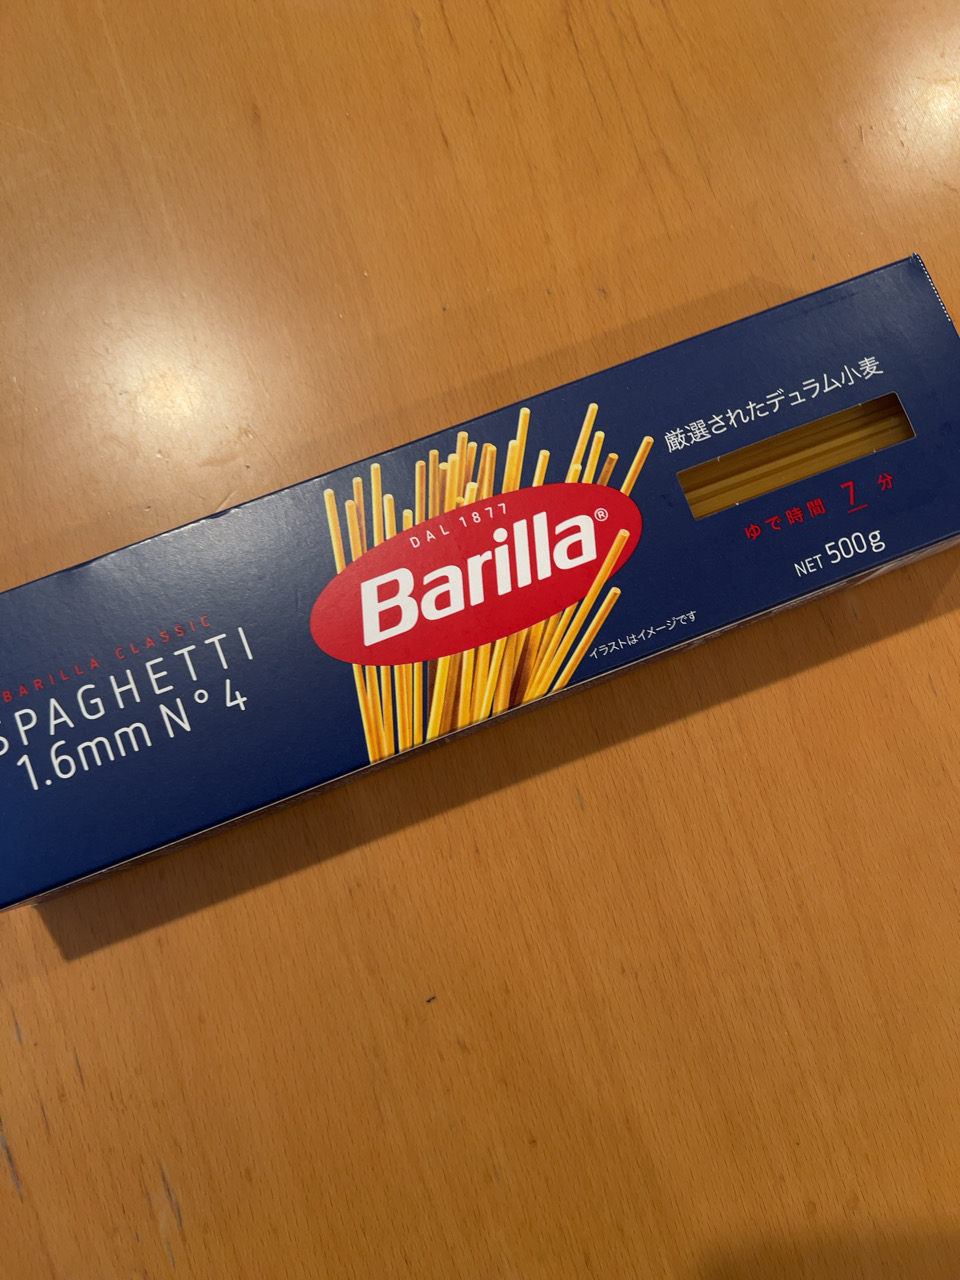 BARILLA CLASSIC
SPAGHETTI
1.6mm N° 4
DAL 1877
Barilla®
厳選されたデュラム小麦
ゆで時間 7 分
NET 500g
イラストはイメージです